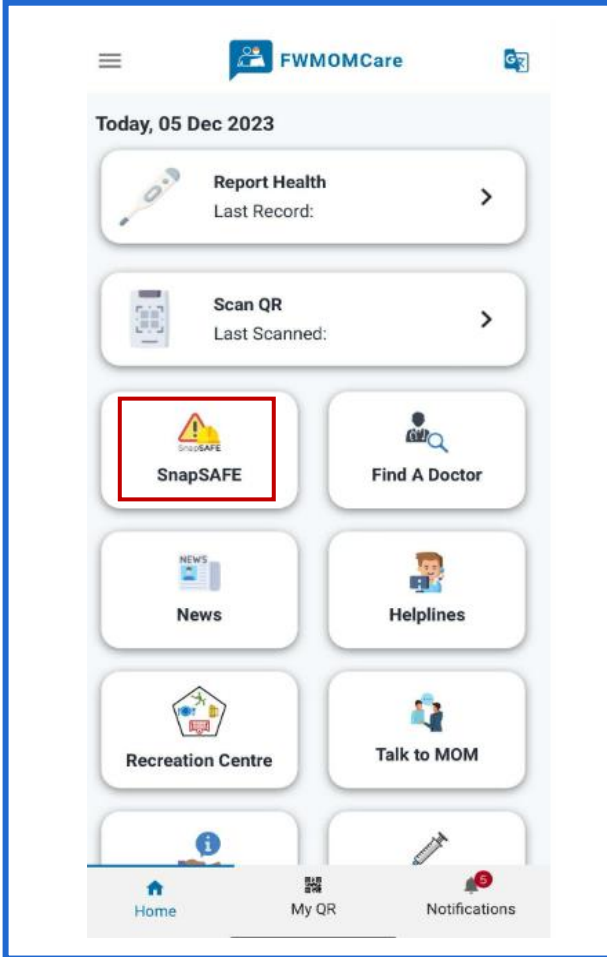 FWMOMCare
Today, 05 Dec 2023
Report Health
Last Record:
Scan QR
Last Scanned:
SnapSAFE
SnapSAFE
Find A Doctor
NEWS
News
Helplines
Recreation Centre
Talk to MOM
5
Home
My QR
Notifications